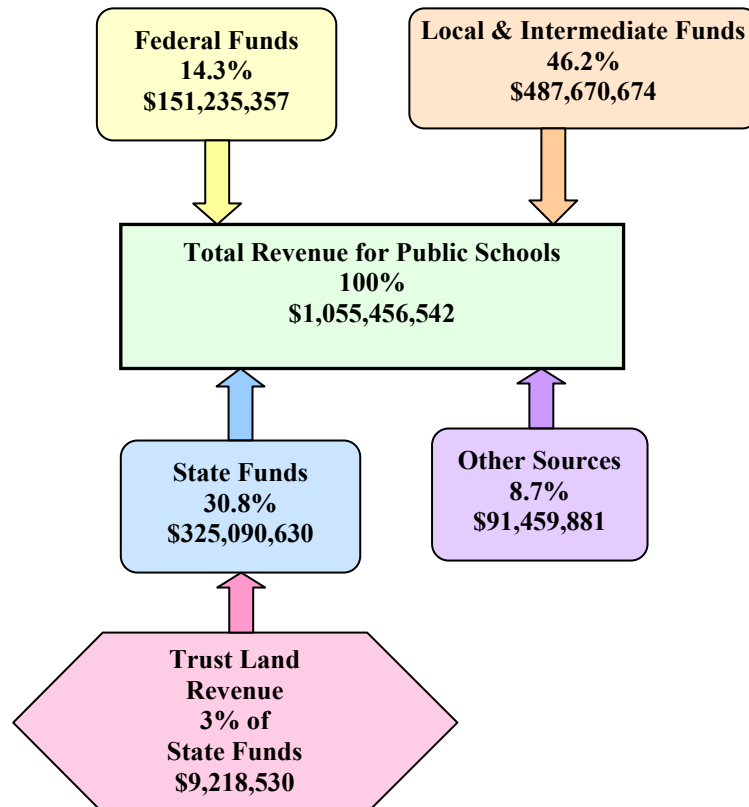 Federal Funds
14.3%
$151,235,357
Local & Intermediate Funds
46.2%
$487,670,674
Total Revenue for Public Schools
100%
$1,055,456,542
State Funds
30.8%
$325,090,630
Other Sources
8.7%
$91,459,881
Trust Land
Revenue
3% of
State Funds
$9,218,530